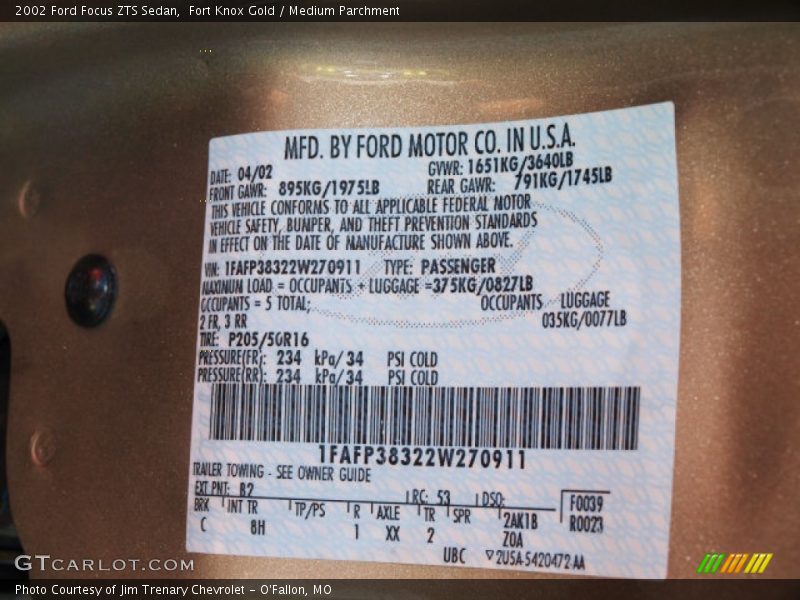 2002 Ford Focus ZTS Sedan, Fort Knox Gold / Medium Parchment
MFD. BY FORD MOTOR CO. IN U.S.A.
DATE: 04/02 GVWR: 1651KG/3640LB
FRONT GAWR: 895KG/1975LB REAR GAWR: 791KG/1745LB
THIS VEHICLE CONFORMS TO ALL APPLICABLE FEDERAL MOTOR
VEHICLE SAFETY, BUMPER, AND THEFT PREVENTION STANDARDS
IN EFFECT ON THE DATE OF MANUFACTURE SHOWN ABOVE.
VIN: 1FAFP38322W270911 TYPE: PASSENGER
MAXIMUM LOAD = OCCUPANTS + LUGGAGE =375KG/0827LB
OCCUPANTS = 5 TOTAL; OCCUPANTS LUGGAGE
2 FR, 3 RR 035KG/0077LB
TIRE: P205/50R16
PRESSURE(FR): 234 kPa/34 PSI COLD
PRESSURE(RR): 234 kPa/34 PSI COLD
1FAFP38322W270911
TRAILER TOWING - SEE OWNER GUIDE
EXT PNT: B2 RC: 53 DSO: F0039
BRK INT TR TP/PS R AXLE TR SPR 2AK1B R0023
C 8H 1 XX 2 Z0A
UBC ▽2U5A-5420472-AA
GTCARLOT.COM
Photo Courtesy of Jim Trenary Chevrolet - O'Fallon, MO